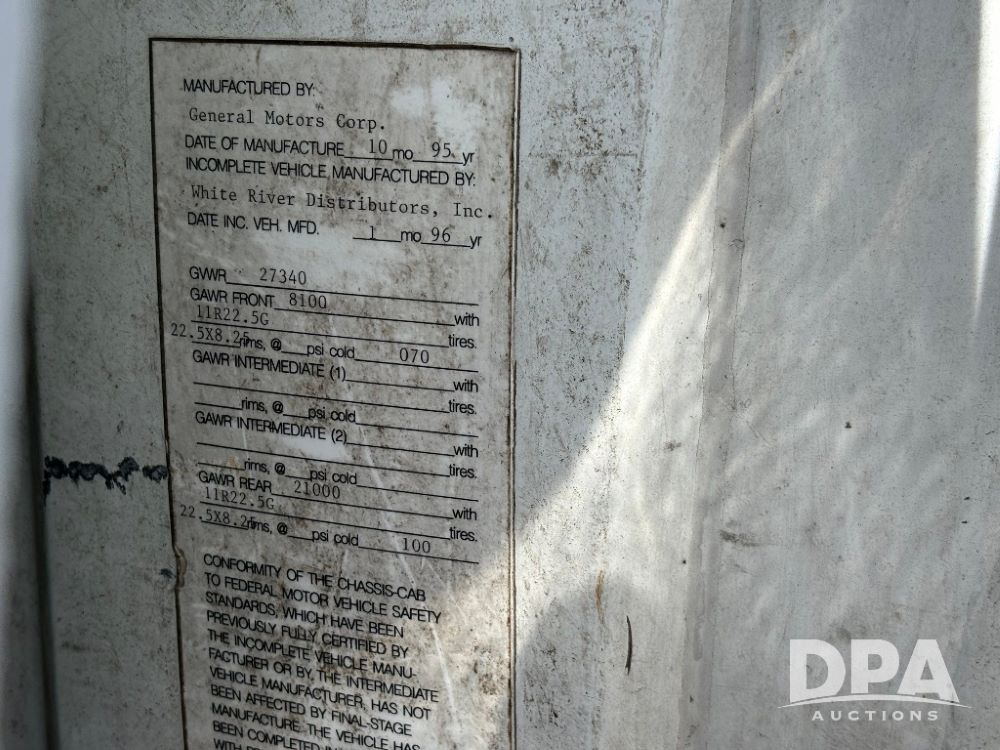 MANUFACTURED BY:
General Motors Corp.
DATE OF MANUFACTURE 10 mo 95 yr
INCOMPLETE VEHICLE MANUFACTURED BY:
White River Distributors, Inc.
DATE INC. VEH. MFD. 1 mo 96 yr
GVWR 27340
GAWR FRONT 8100 with
11R22.5G tires.
22.5X8.25 rims, @ psi cold 070
GAWR INTERMEDIATE (1) with
tires.
rims, @ psi cold
GAWR INTERMEDIATE (2) with
tires.
rims, @ psi cold
GAWR REAR 21000 with
11R22.5G tires.
22.5X8.2 rims, @ psi cold 100
CONFORMITY OF THE CHASSIS-CAB
TO FEDERAL MOTOR VEHICLE SAFETY
STANDARDS, WHICH HAVE BEEN
PREVIOUSLY FULLY CERTIFIED BY
THE INCOMPLETE VEHICLE MANU-
FACTURER OR BY THE INTERMEDIATE
VEHICLE MANUFACTURER, HAS NOT
BEEN AFFECTED BY FINAL-STAGE
MANUFACTURE. THE VEHICLE HAS
BEEN COMPLETED IN
WITH
DPA
AUCTIONS